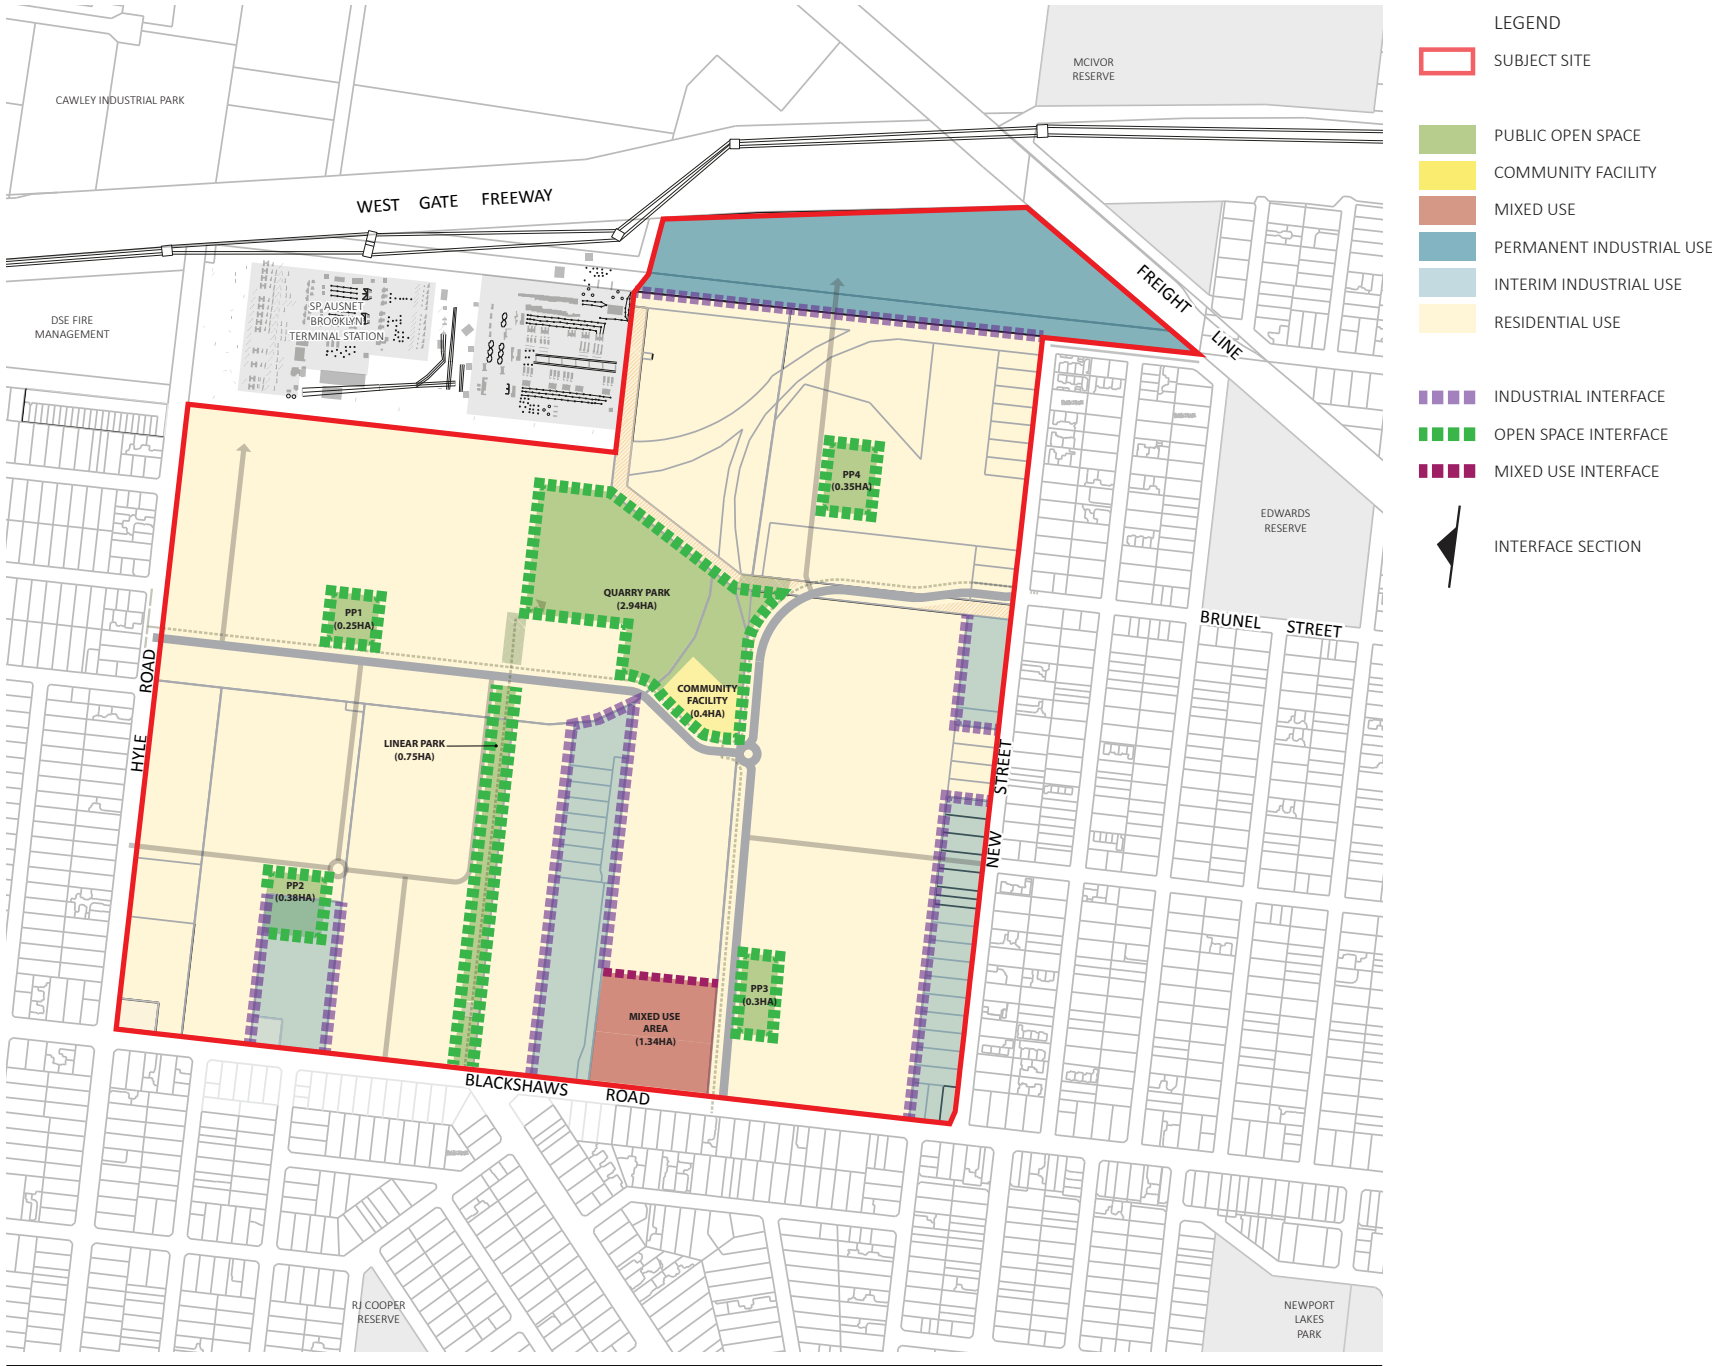 CAWLEY INDUSTRIAL PARK
MCIVOR
RESERVE
WEST GATE FREEWAY
DSE FIRE
MANAGEMENT
SP AUSNET
BROOKLYN
TERMINAL STATION
FREIGHT LINE
EDWARDS
RESERVE
PP4
(0.35HA)
QUARRY PARK
(2.94HA)
PP1
(0.25HA)
BRUNEL STREET
COMMUNITY
FACILITY
(0.4HA)
LINEAR PARK
(0.75HA)
HYLE ROAD
NEW STREET
PP2
(0.38HA)
PP3
(0.3HA)
MIXED USE
AREA
(1.34HA)
BLACKSHAWS ROAD
RJ COOPER
RESERVE
NEWPORT
LAKES
PARK
LEGEND
SUBJECT SITE
PUBLIC OPEN SPACE
COMMUNITY FACILITY
MIXED USE
PERMANENT INDUSTRIAL USE
INTERIM INDUSTRIAL USE
RESIDENTIAL USE
INDUSTRIAL INTERFACE
OPEN SPACE INTERFACE
MIXED USE INTERFACE
INTERFACE SECTION